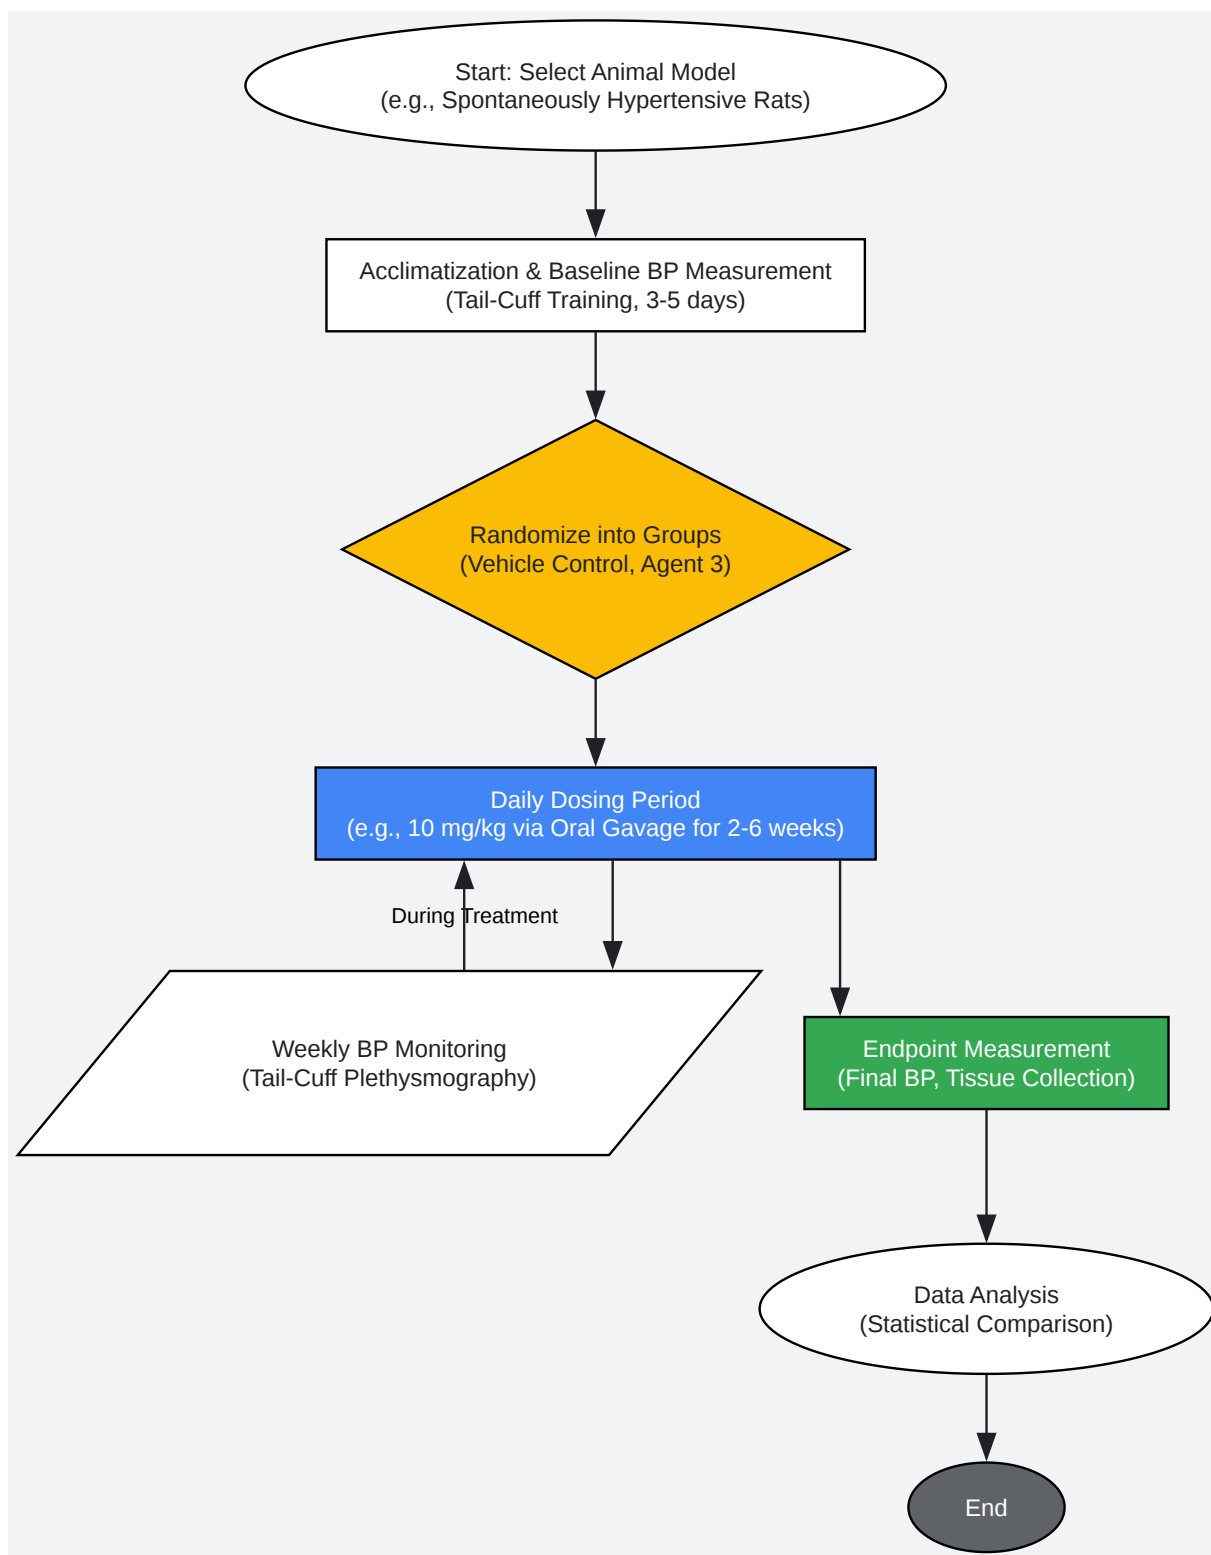 Start: Select Animal Model
(e.g., Spontaneously Hypertensive Rats)
Acclimatization & Baseline BP Measurement
(Tail-Cuff Training, 3-5 days)
Randomize into Groups
(Vehicle Control, Agent 3)
Daily Dosing Period
(e.g., 10 mg/kg via Oral Gavage for 2-6 weeks)
During Treatment
Weekly BP Monitoring
(Tail-Cuff Plethysmography)
Endpoint Measurement
(Final BP, Tissue Collection)
Data Analysis
(Statistical Comparison)
End